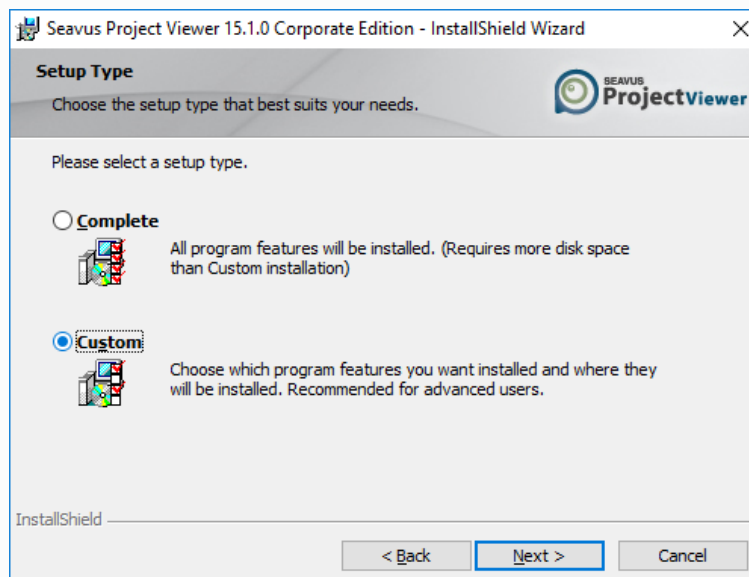 Seavus Project Viewer 15.1.0 Corporate Edition - InstallShield Wizard
Setup Type
Choose the setup type that best suits your needs.
SEAVUS
ProjectViewer
Please select a setup type.
Complete
All program features will be installed. (Requires more disk space
than Custom installation)
Custom
Choose which program features you want installed and where they
will be installed. Recommended for advanced users.
InstallShield
< Back
Next >
Cancel